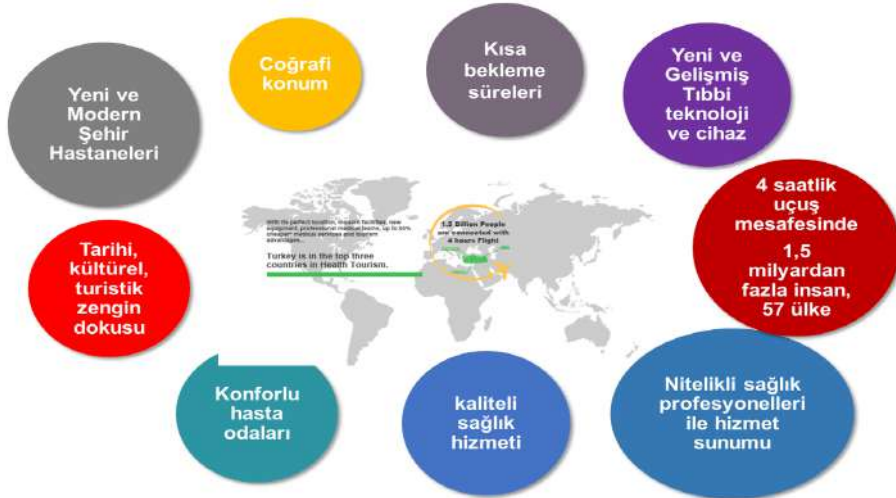 Yeni ve
Modern
Şehir
Hastaneleri
Coğrafi
konum
Kısa
bekleme
süreleri
Yeni ve
Gelişmiş
Tıbbi
teknoloji
ve cihaz
4 saatlik
uçuş
mesafesinde
1,5
milyardan
fazla insan,
57 ülke
Tarihi,
kültürel,
turistik
zengin
dokusu
1.5 Billion People
are connected with
4 hours Flight
Turkey is in the top three
countries in Health Tourism.
Konforlu
hasta
odaları
kaliteli
sağlık
hizmeti
Nitelikli sağlık
profesyonelleri
ile hizmet
sunumu